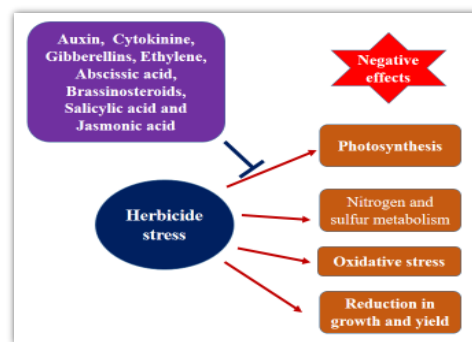 Auxin, Cytokinine,
Gibberellins, Ethylene,
Abscissic acid,
Brassinosteroids,
Salicylic acid and
Jasmonic acid
Negative
effects
Photosynthesis
Herbicide
stress
Nitrogen and
sulfur metabolism
Oxidative stress
Reduction in
growth and yield